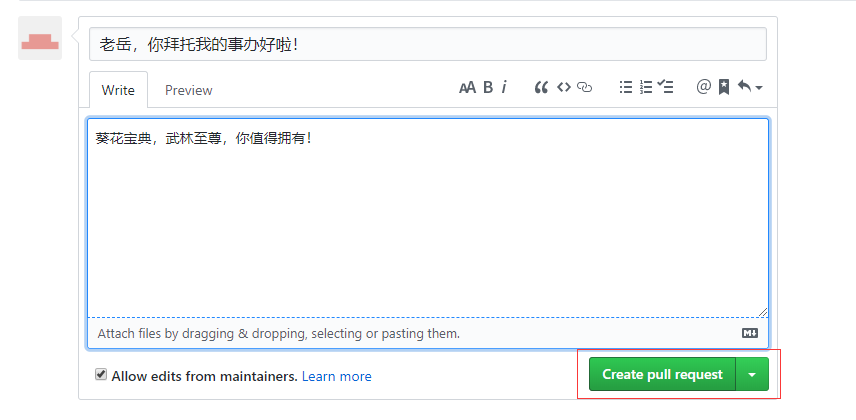 老岳，你拜托我的事办好啦！
Write Preview AA B i @
葵花宝典，武林至尊，你值得拥有！
Attach files by dragging & dropping, selecting or pasting them.
Allow edits from maintainers. Learn more Create pull request